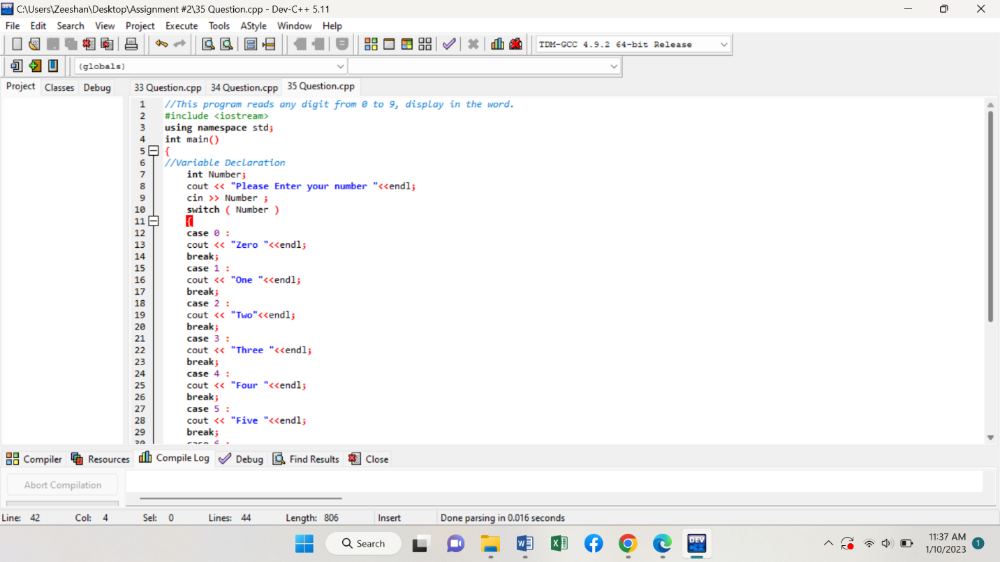 C:\Users\Zeeshan\Desktop\Assignment #2\35 Question.cpp - Dev-C++ 5.11
File Edit Search View Project Execute Tools AStyle Window Help
TDM-GCC 4.9.2 64-bit Release
(globals)
Project Classes Debug 33 Question.cpp 34 Question.cpp 35 Question.cpp
1 //This program reads any digit from 0 to 9, display in the word.
2 #include <iostream>
3 using namespace std;
4 int main()
5 {
6 //Variable Declaration
7 int Number;
8 cout << "Please Enter your number "<<endl;
9 cin >> Number ;
10 switch ( Number )
11 {
12 case 0 :
13 cout << "Zero "<<endl;
14 break;
15 case 1 :
16 cout << "One "<<endl;
17 break;
18 case 2 :
19 cout << "Two"<<endl;
20 break;
21 case 3 :
22 cout << "Three "<<endl;
23 break;
24 case 4 :
25 cout << "Four "<<endl;
26 break;
27 case 5 :
28 cout << "Five "<<endl;
29 break;
30 case 6 :
Compiler Resources Compile Log Debug Find Results Close
Abort Compilation
Line: 42 Col: 4 Sel: 0 Lines: 44 Length: 806 Insert Done parsing in 0.016 seconds
Search DEV 11:37 AM
1/10/2023 1